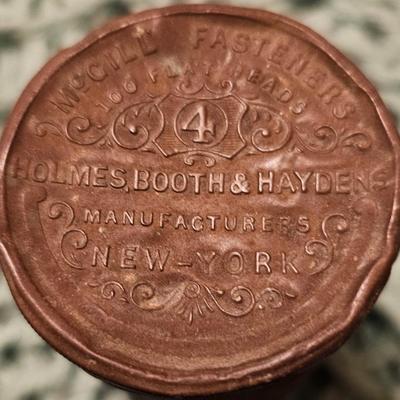 McGILL FASTENERS
100 FLAT HEADS
4
HOLMES, BOOTH & HAYDENS
MANUFACTURERS
NEW-YORK